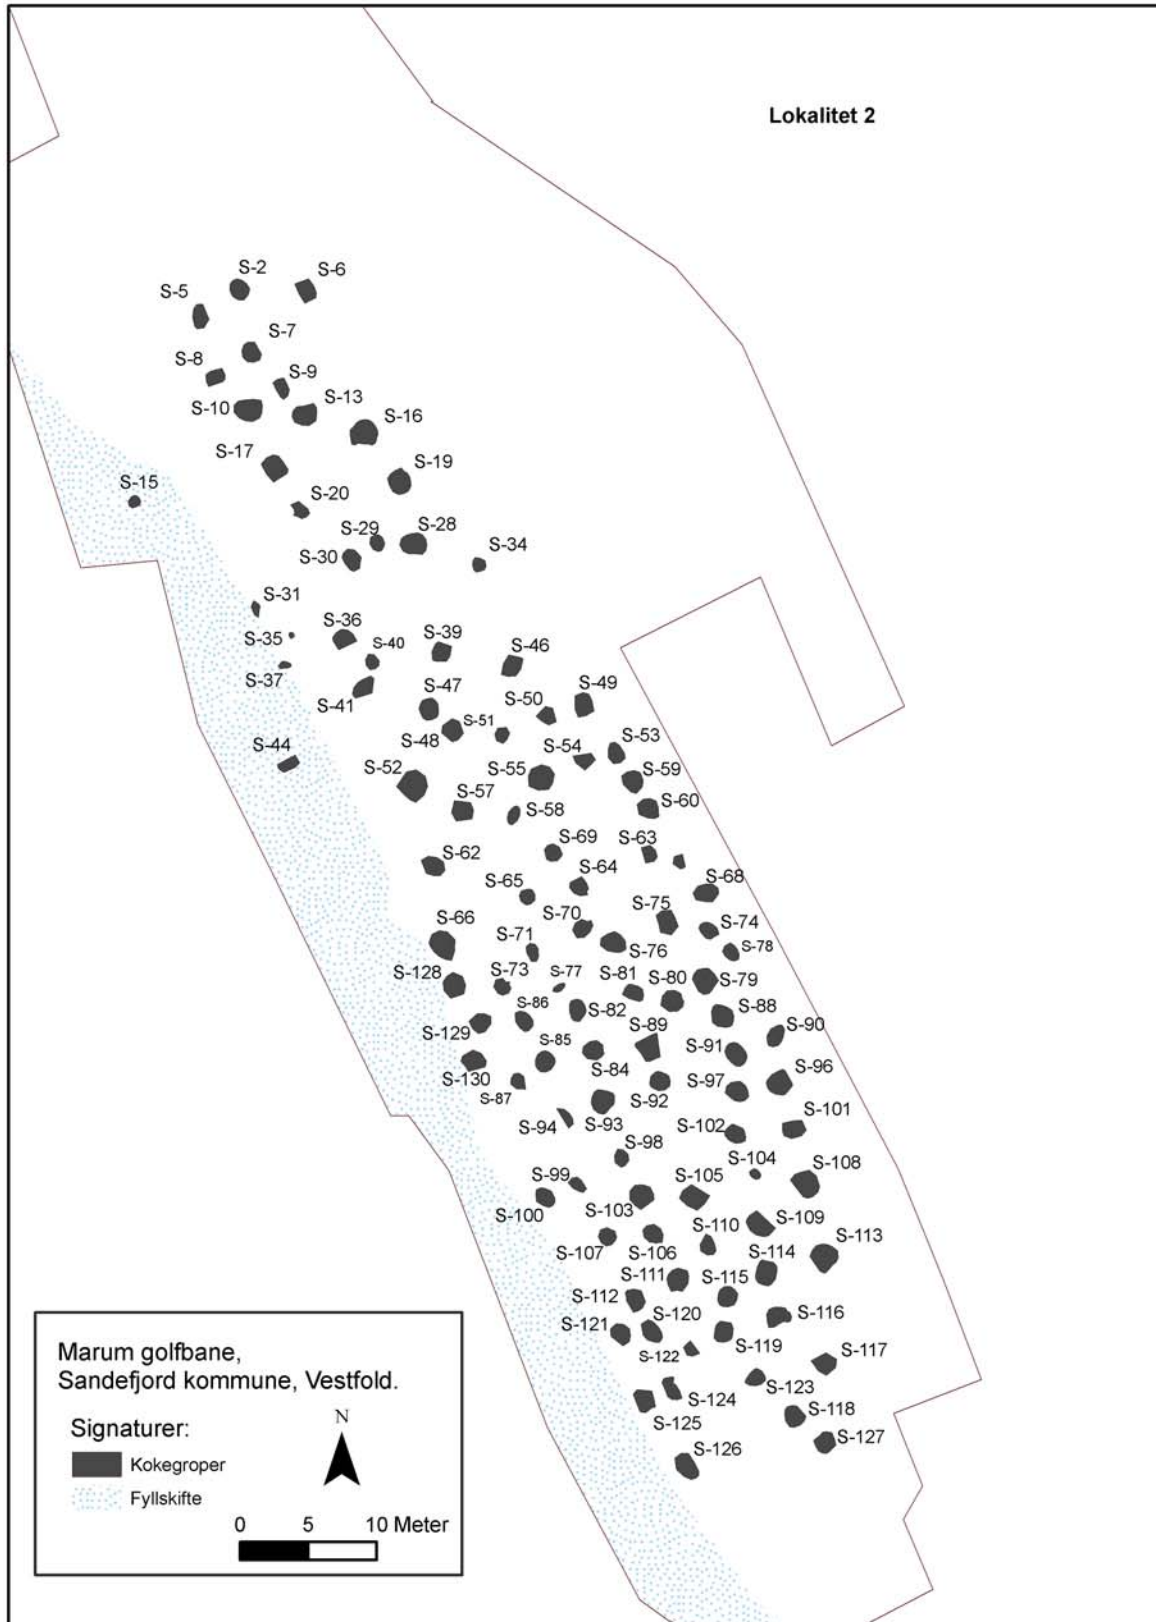 Lokalitet 2
S-2
S-6
S-5
S-7
S-8
S-9
S-10
S-13
S-16
S-17
S-19
S-15
S-20
S-29
S-28
S-30
S-34
S-31
S-36
S-35
S-40
S-39
S-46
S-37
S-41
S-47
S-50
S-49
S-51
S-48
S-44
S-54
S-53
S-52
S-55
S-59
S-57
S-58
S-60
S-69
S-63
S-62
S-64
S-65
S-68
S-70
S-75
S-66
S-71
S-74
S-76
S-78
S-128
S-73
S-77
S-81
S-80
S-79
S-86
S-82
S-88
S-129
S-89
S-90
S-85
S-91
S-84
S-130
S-96
S-87
S-97
S-92
S-101
S-94
S-93
S-102
S-98
S-104
S-108
S-99
S-105
S-100
S-103
S-109
S-110
S-107
S-106
S-113
S-114
S-111
S-115
S-112
S-120
S-116
S-121
S-119
S-122
S-117
S-123
S-124
S-118
S-125
S-127
S-126
Marum golfbane,
Sandefjord kommune, Vestfold.
Signaturer:
N
Kokegroper
Fyllskifte
0 5 10 Meter